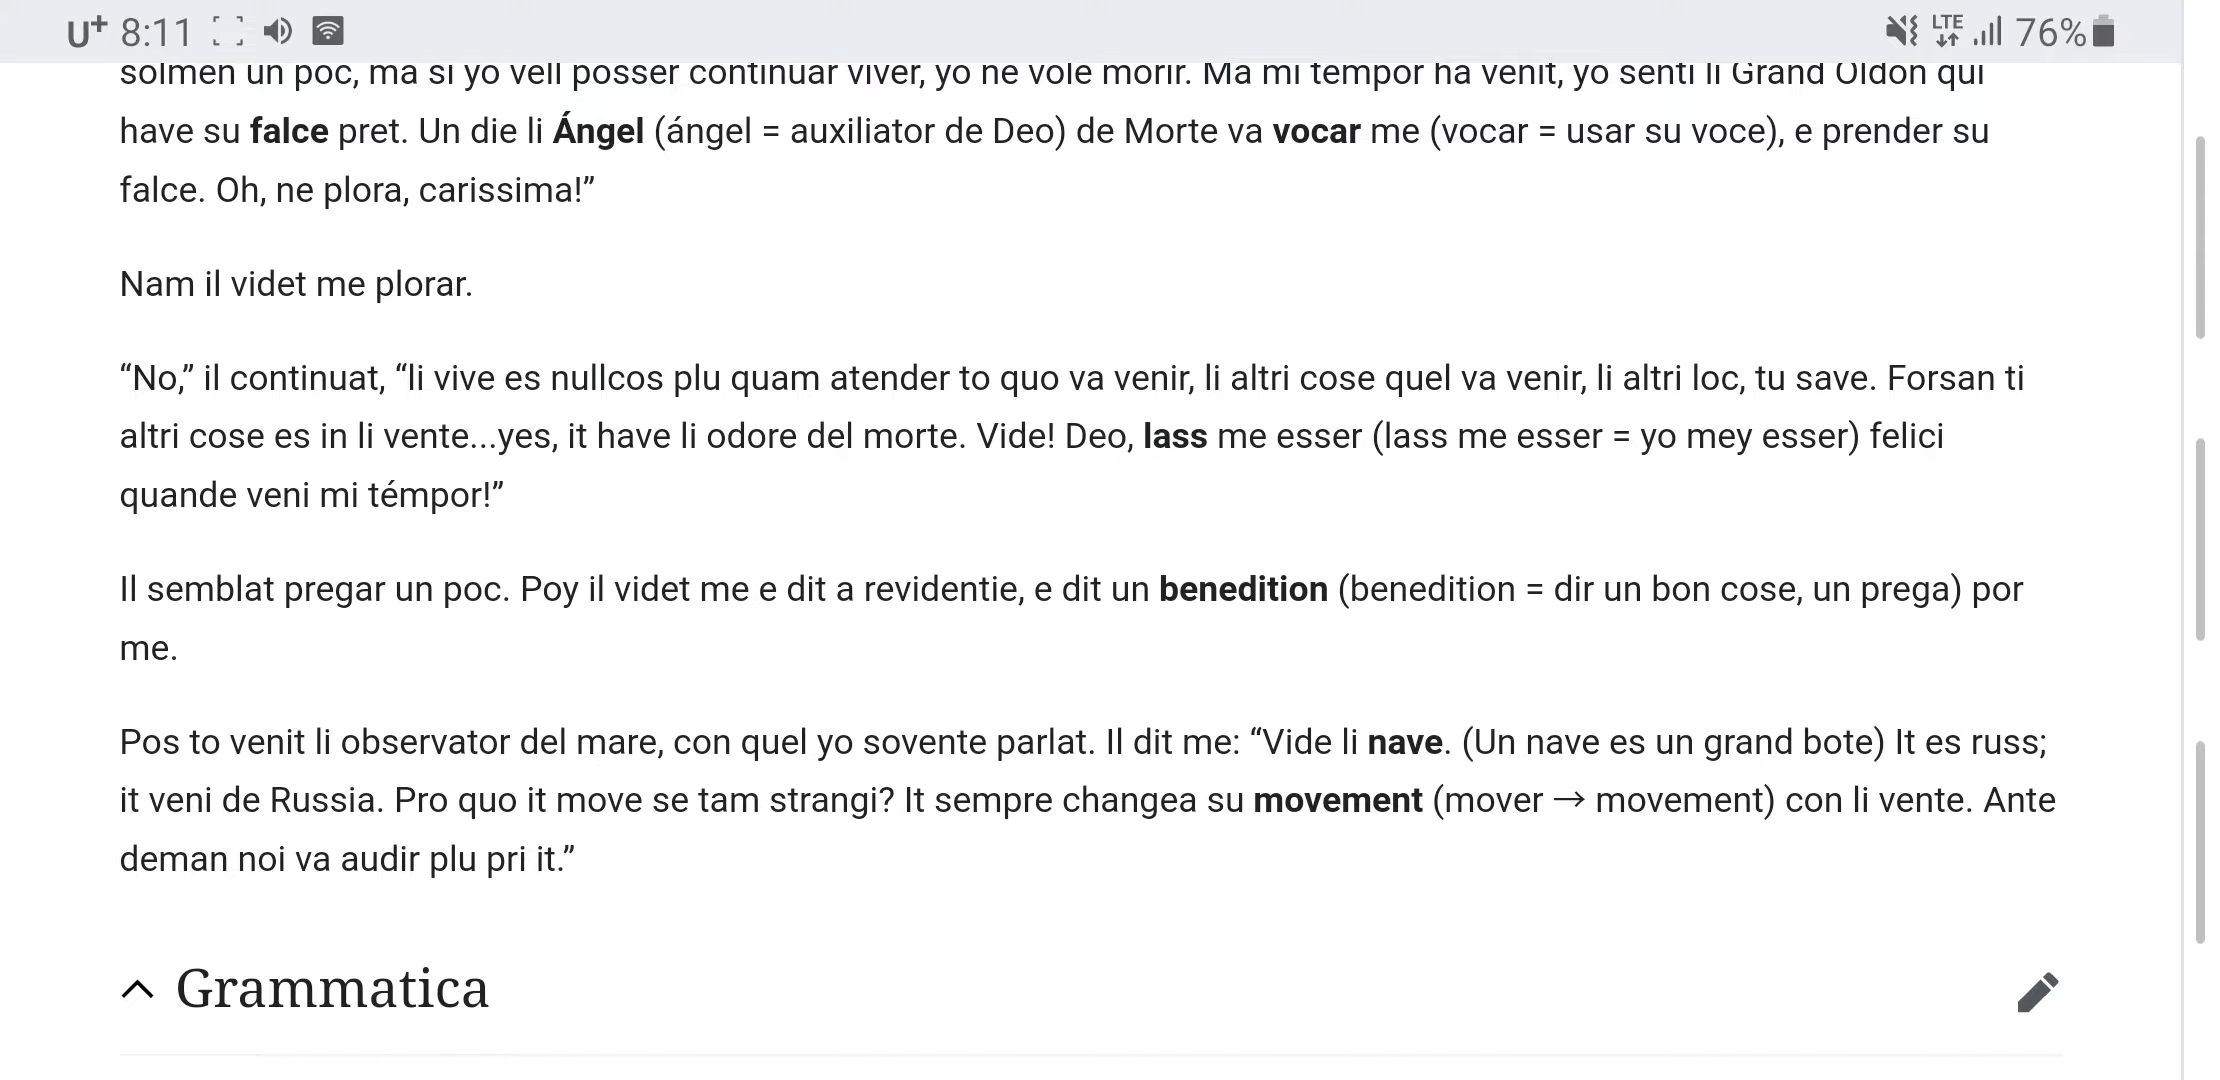 U+ 8:11 LTE 76%
solmen un poc, ma si yo vell posser continuar viver, yo ne vole morir. Ma mi tempor ha venit, yo senti li Grand Oldon qui
have su falce pret. Un die li Ángel (ángel = auxiliator de Deo) de Morte va vocar me (vocar = usar su voce), e prender su
falce. Oh, ne plora, carissima!”
Nam il videt me plorar.
“No,” il continuat, “li vive es nullcos plu quam atender to quo va venir, li altri cose quel va venir, li altri loc, tu save. Forsan ti
altri cose es in li vente...yes, it have li odore del morte. Vide! Deo, lass me esser (lass me esser = yo mey esser) felici
quande veni mi témpor!”
Il semblat pregar un poc. Poy il videt me e dit a revidentie, e dit un benedition (benedition = dir un bon cose, un prega) por
me.
Pos to venit li observator del mare, con quel yo sovente parlat. Il dit me: “Vide li nave. (Un nave es un grand bote) It es russ;
it veni de Russia. Pro quo it move se tam strangi? It sempre changea su movement (mover → movement) con li vente. Ante
deman noi va audir plu pri it.”
Grammatica